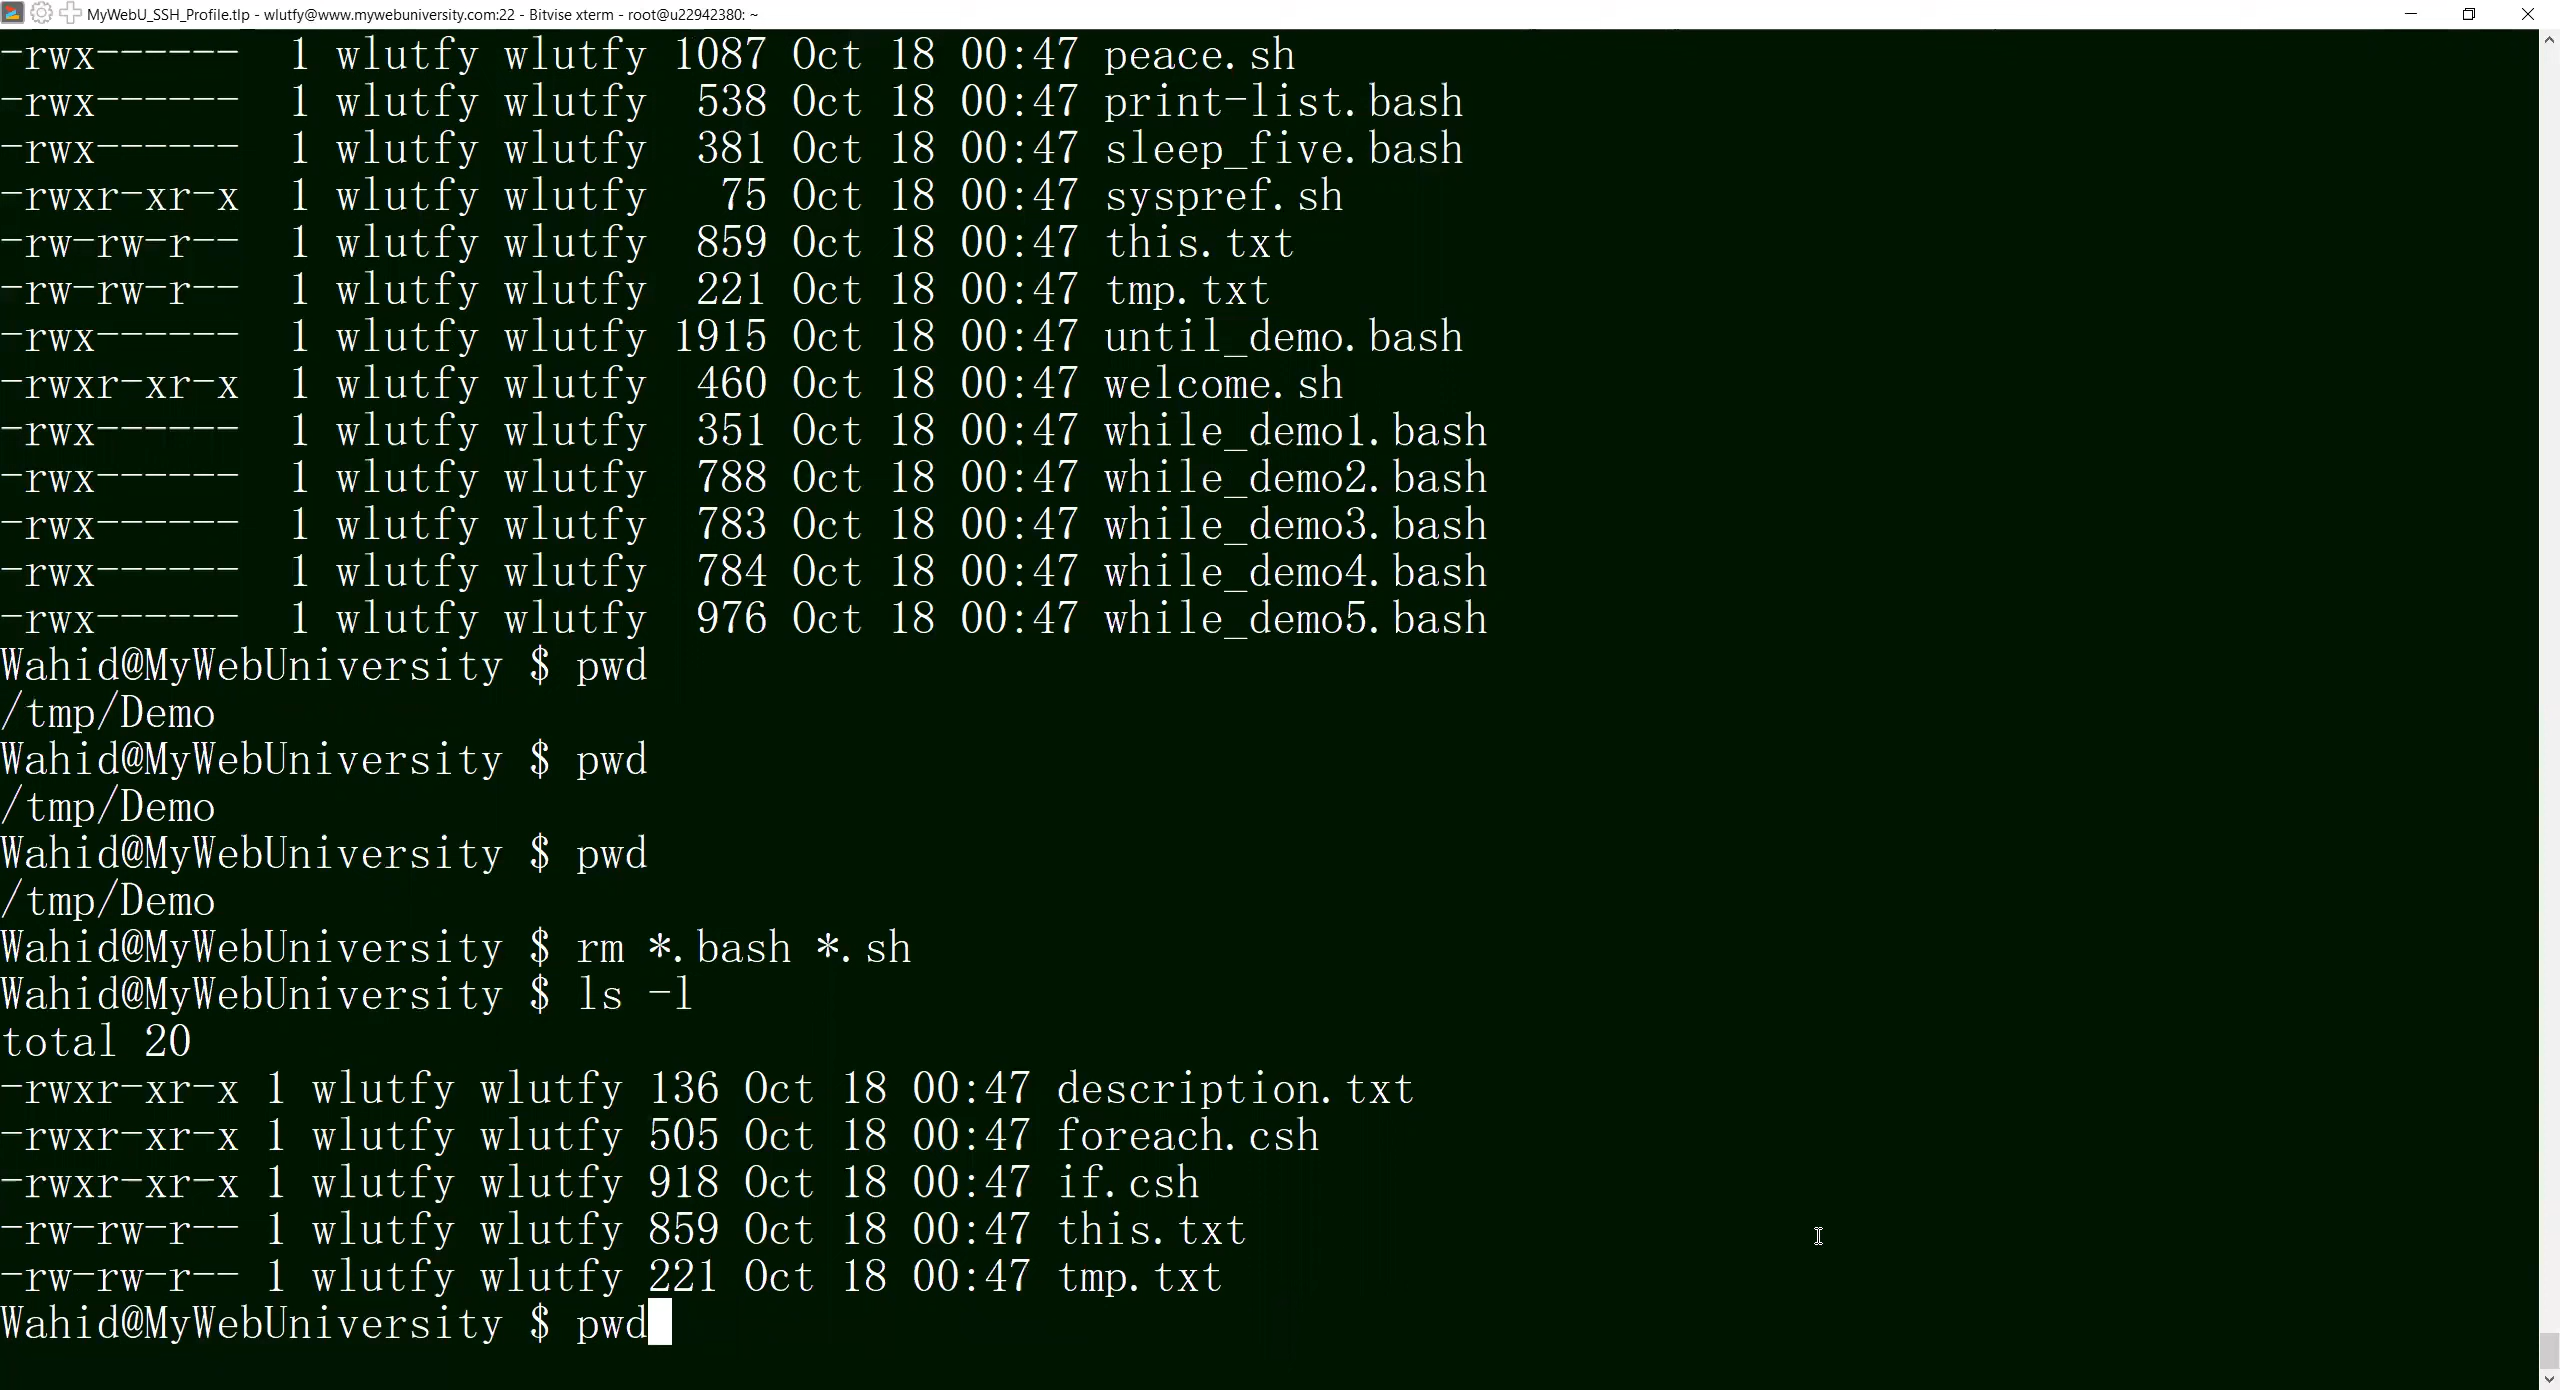 MyWebU_SSH_Profile.tlp - wlutfy@www.mywebuniversity.com:22 - Bitvise xterm - root@u22942380: ~
-rwx------  1 wlutfy wlutfy 1087 Oct 18 00:47 peace.sh
-rwx------  1 wlutfy wlutfy  538 Oct 18 00:47 print-list.bash
-rwx------  1 wlutfy wlutfy  381 Oct 18 00:47 sleep_five.bash
-rwxr-xr-x  1 wlutfy wlutfy   75 Oct 18 00:47 syspref.sh
-rw-rw-r--  1 wlutfy wlutfy  859 Oct 18 00:47 this.txt
-rw-rw-r--  1 wlutfy wlutfy  221 Oct 18 00:47 tmp.txt
-rwx------  1 wlutfy wlutfy 1915 Oct 18 00:47 until_demo.bash
-rwxr-xr-x  1 wlutfy wlutfy  460 Oct 18 00:47 welcome.sh
-rwx------  1 wlutfy wlutfy  351 Oct 18 00:47 while_demo1.bash
-rwx------  1 wlutfy wlutfy  788 Oct 18 00:47 while_demo2.bash
-rwx------  1 wlutfy wlutfy  783 Oct 18 00:47 while_demo3.bash
-rwx------  1 wlutfy wlutfy  784 Oct 18 00:47 while_demo4.bash
-rwx------  1 wlutfy wlutfy  976 Oct 18 00:47 while_demo5.bash
Wahid@MyWebUniversity $ pwd
/tmp/Demo
Wahid@MyWebUniversity $ pwd
/tmp/Demo
Wahid@MyWebUniversity $ pwd
/tmp/Demo
Wahid@MyWebUniversity $ rm *.bash *.sh
Wahid@MyWebUniversity $ ls -l
total 20
-rwxr-xr-x 1 wlutfy wlutfy 136 Oct 18 00:47 description.txt
-rwxr-xr-x 1 wlutfy wlutfy 505 Oct 18 00:47 foreach.csh
-rwxr-xr-x 1 wlutfy wlutfy 918 Oct 18 00:47 if.csh
-rw-rw-r-- 1 wlutfy wlutfy 859 Oct 18 00:47 this.txt
-rw-rw-r-- 1 wlutfy wlutfy 221 Oct 18 00:47 tmp.txt
Wahid@MyWebUniversity $ pwd